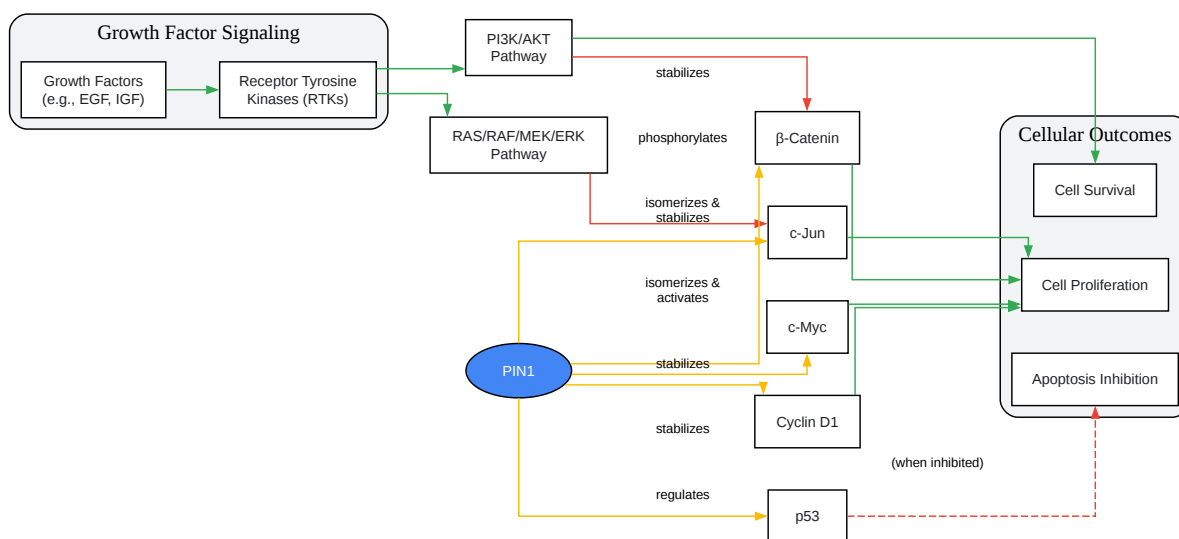 Growth Factor Signaling
Growth Factors
(e.g., EGF, IGF)
Receptor Tyrosine
Kinases (RTKs)
PI3K/AKT
Pathway
stabilizes
RAS/RAF/MEK/ERK
Pathway
phosphorylates
β-Catenin
Cellular Outcomes
Cell Survival
isomerizes &
stabilizes
c-Jun
Cell Proliferation
isomerizes &
activates
c-Myc
PIN1
stabilizes
Apoptosis Inhibition
stabilizes
Cyclin D1
(when inhibited)
regulates
p53